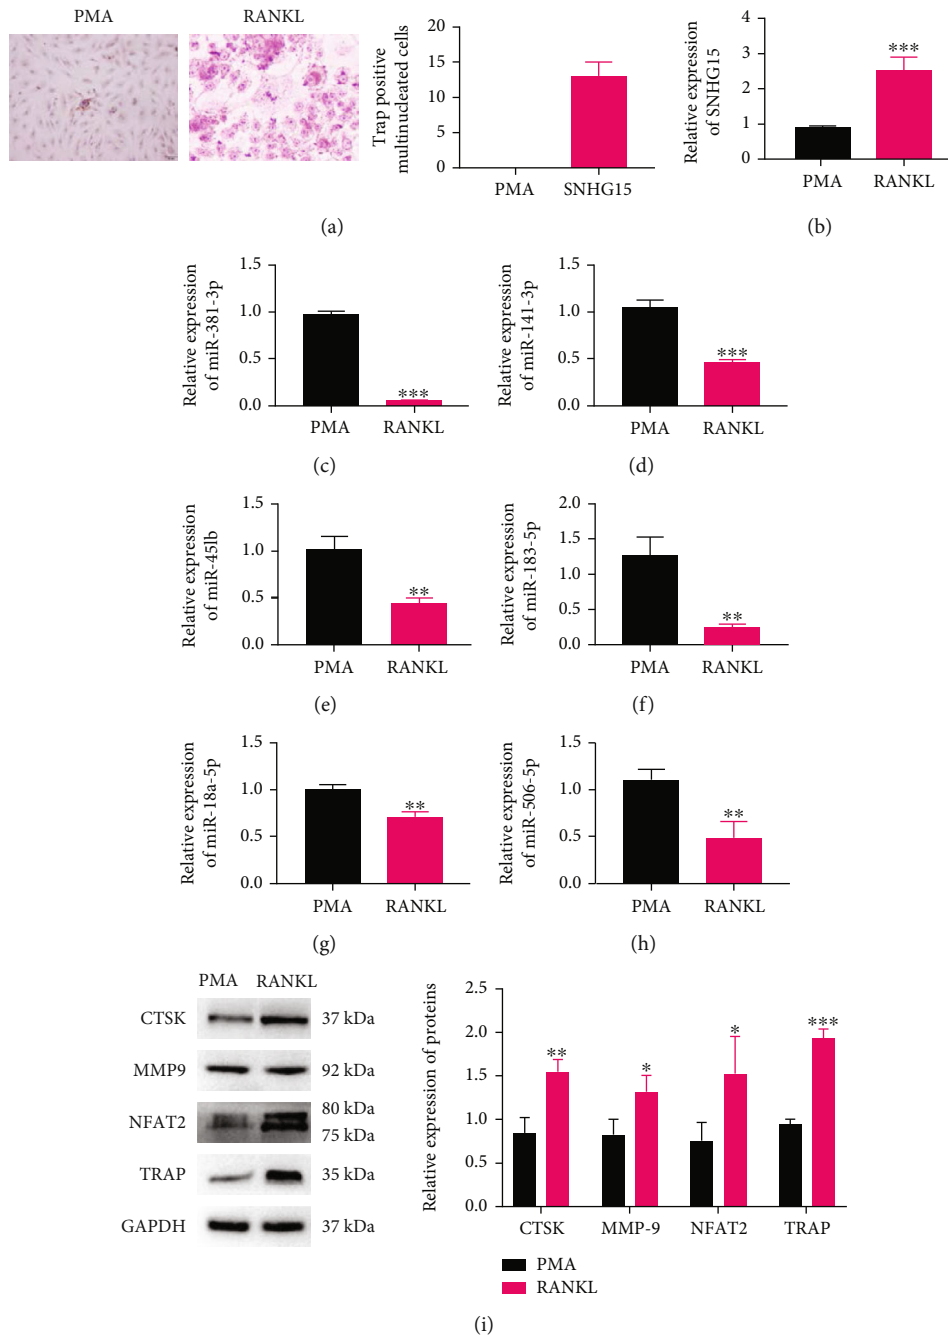 PMA
RANKL
Trap positive
multinucleated cells
20
15
10
5
0
PMA
SNHG15
(a)
Relative expression
of SNHG15
4
3
2
1
0
***
PMA
RANKL
(b)
Relative expression
of miR-381-3p
1.5
1.0
0.5
0.0
***
PMA
RANKL
(c)
Relative expression
of miR-141-3p
1.5
1.0
0.5
0.0
***
PMA
RANKL
(d)
Relative expression
of miR-45lb
1.5
1.0
0.5
0.0
**
PMA
RANKL
(e)
Relative expression
of miR-183-5p
2.0
1.5
1.0
0.5
0.0
**
PMA
RANKL
(f)
Relative expression
of miR-18a-5p
1.5
1.0
0.5
0.0
**
PMA
RANKL
(g)
Relative expression
of miR-506-5p
1.5
1.0
0.5
0.0
**
PMA
RANKL
(h)
PMA RANKL
CTSK 37 kDa
MMP9 92 kDa
NFAT2 80 kDa
75 kDa
TRAP 35 kDa
GAPDH 37 kDa
Relative expression of proteins
2.5
2.0
1.5
1.0
0.5
0.0
** * * ***
CTSK MMP-9 NFAT2 TRAP
PMA
RANKL
(i)